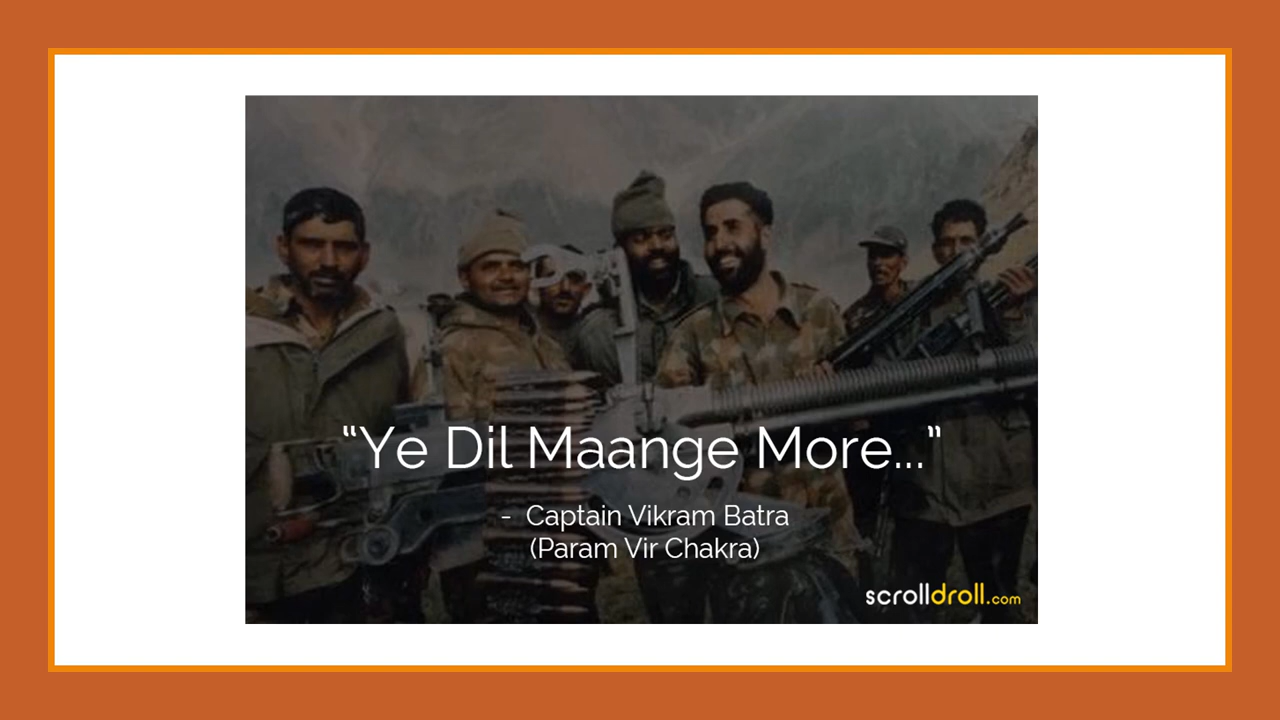 “Ye Dil Maange More...”
- Captain Vikram Batra
(Param Vir Chakra)
scrolldroll.com